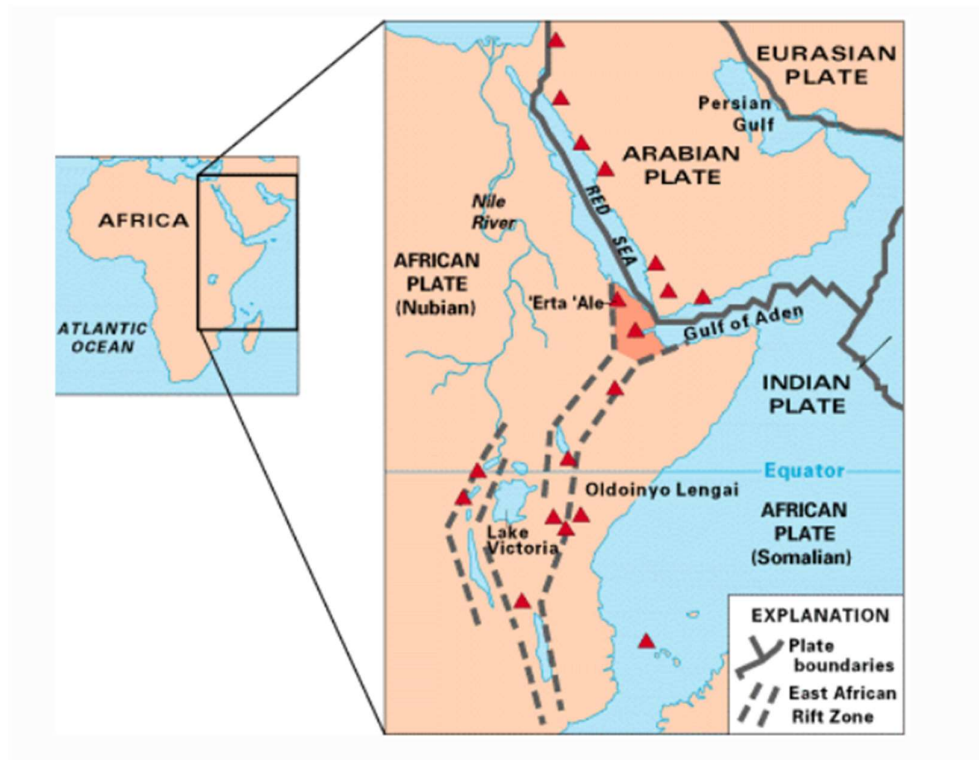 AFRICA
ATLANTIC
OCEAN
EURASIAN
PLATE
Persian
Gulf
ARABIAN
PLATE
RED
SEA
Nile
River
AFRICAN
PLATE
(Nubian)
'Erta 'Ale
Gulf of Aden
INDIAN
PLATE
Equator
Oldoinyo Lengai
AFRICAN
PLATE
(Somalian)
Lake
Victoria
EXPLANATION
Plate
boundaries
East African
Rift Zone